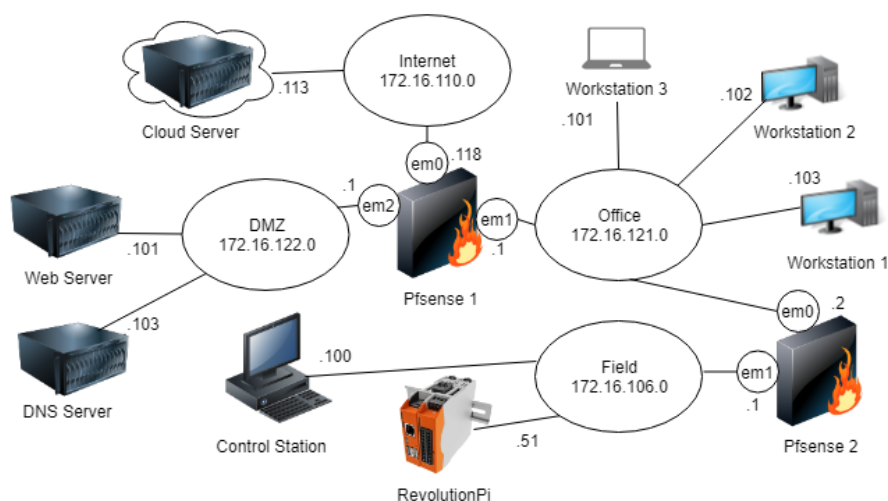 Internet
172.16.110.0
.113
Cloud Server
Workstation 3
.101
.102
Workstation 2
em0
.118
.1
em2
DMZ
172.16.122.0
Web Server
.101
em1
.1
Pfsense 1
Office
172.16.121.0
.103
Workstation 1
.103
DNS Server
em0
.2
.100
Control Station
Field
172.16.106.0
em1
.1
Pfsense 2
.51
RevolutionPi